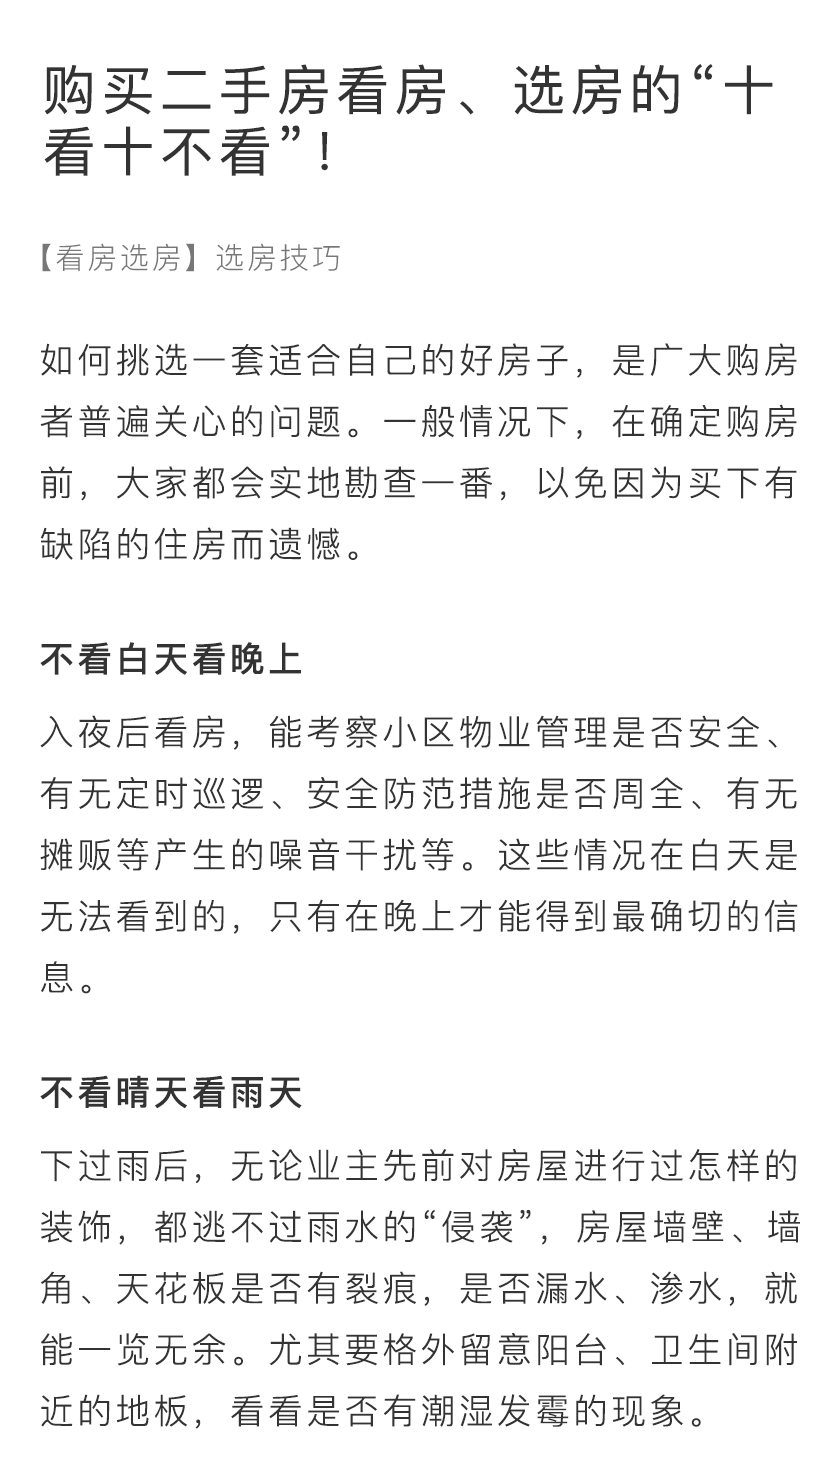 购买二手房看房、选房的“十
看十不看”！
【看房选房】选房技巧
如何挑选一套适合自己的好房子，是广大购房
者普遍关心的问题。一般情况下，在确定购房
前，大家都会实地勘查一番，以免因为买下有
缺陷的住房而遗憾。
不看白天看晚上
入夜后看房，能考察小区物业管理是否安全、
有无定时巡逻、安全防范措施是否周全、有无
摊贩等产生的噪音干扰等。这些情况在白天是
无法看到的，只有在晚上才能得到最确切的信
息。
不看晴天看雨天
下过雨后，无论业主先前对房屋进行过怎样的
装饰，都逃不过雨水的“侵袭”，房屋墙壁、墙
角、天花板是否有裂痕，是否漏水、渗水，就
能一览无余。尤其要格外留意阳台、卫生间附
近的地板，看看是否有潮湿发霉的现象。